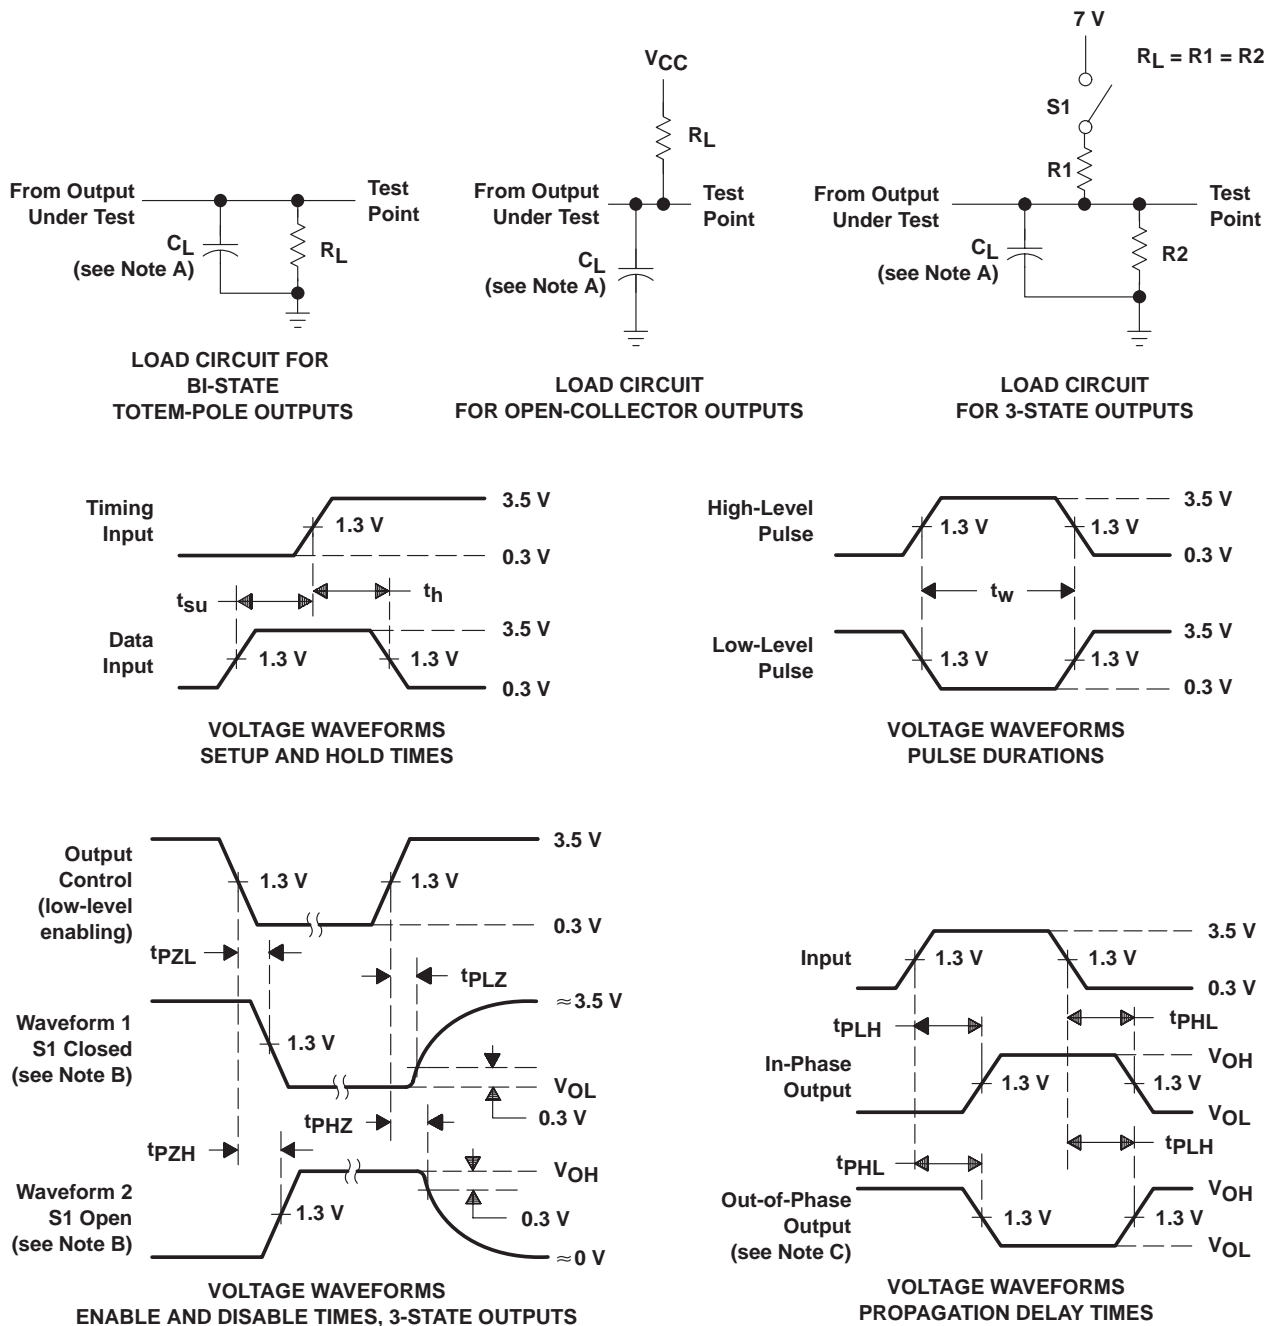 From Output
Under Test
Test
Point
CL
(see Note A)
RL
LOAD CIRCUIT FOR
BI-STATE
TOTEM-POLE OUTPUTS
VCC
RL
From Output
Under Test
Test
Point
CL
(see Note A)
LOAD CIRCUIT
FOR OPEN-COLLECTOR OUTPUTS
7 V
RL = R1 = R2
S1
R1
From Output
Under Test
Test
Point
CL
(see Note A)
R2
LOAD CIRCUIT
FOR 3-STATE OUTPUTS
Timing
Input
1.3 V
3.5 V
0.3 V
tsu
th
Data
Input
1.3 V
1.3 V
3.5 V
0.3 V
VOLTAGE WAVEFORMS
SETUP AND HOLD TIMES
High-Level
Pulse
1.3 V
1.3 V
3.5 V
0.3 V
tw
Low-Level
Pulse
1.3 V
1.3 V
3.5 V
0.3 V
VOLTAGE WAVEFORMS
PULSE DURATIONS
Output
Control
(low-level
enabling)
1.3 V
1.3 V
3.5 V
0.3 V
tPZL
tPLZ
Waveform 1
S1 Closed
(see Note B)
1.3 V
≈3.5 V
VOL
0.3 V
tPZH
tPHZ
Waveform 2
S1 Open
(see Note B)
1.3 V
VOH
0.3 V
≈0 V
VOLTAGE WAVEFORMS
ENABLE AND DISABLE TIMES, 3-STATE OUTPUTS
Input
1.3 V
1.3 V
3.5 V
0.3 V
tPLH
tPHL
In-Phase
Output
1.3 V
1.3 V
VOH
VOL
tPHL
tPLH
Out-of-Phase
Output
(see Note C)
1.3 V
1.3 V
VOH
VOL
VOLTAGE WAVEFORMS
PROPAGATION DELAY TIMES